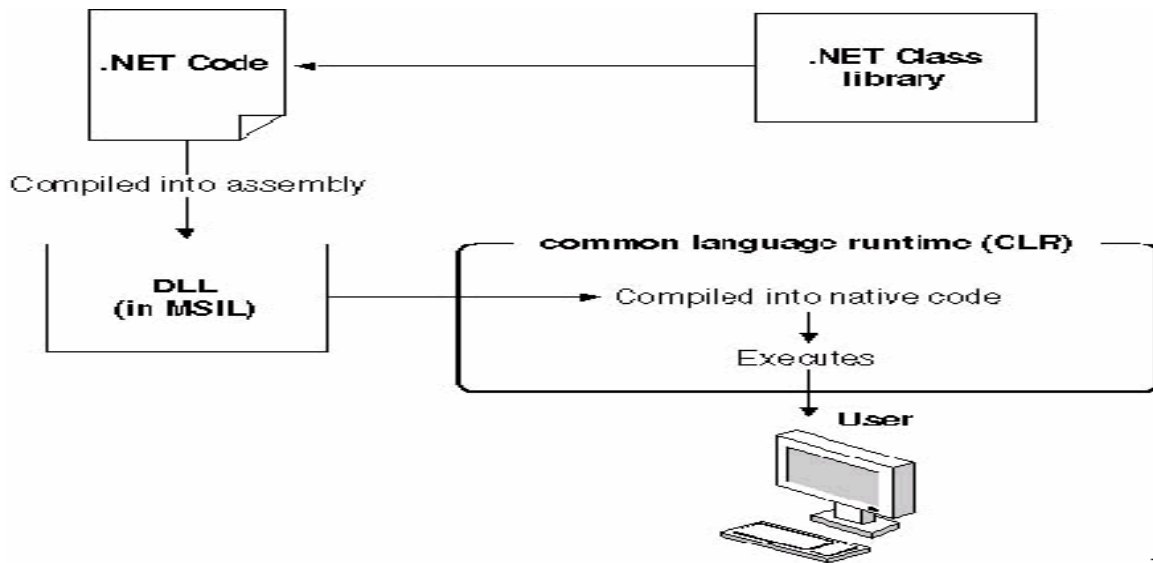 .NET Code
.NET Class
library
Compiled into assembly
DLL
(in MSIL)
common language runtime (CLR)
Compiled into native code
Executes
User